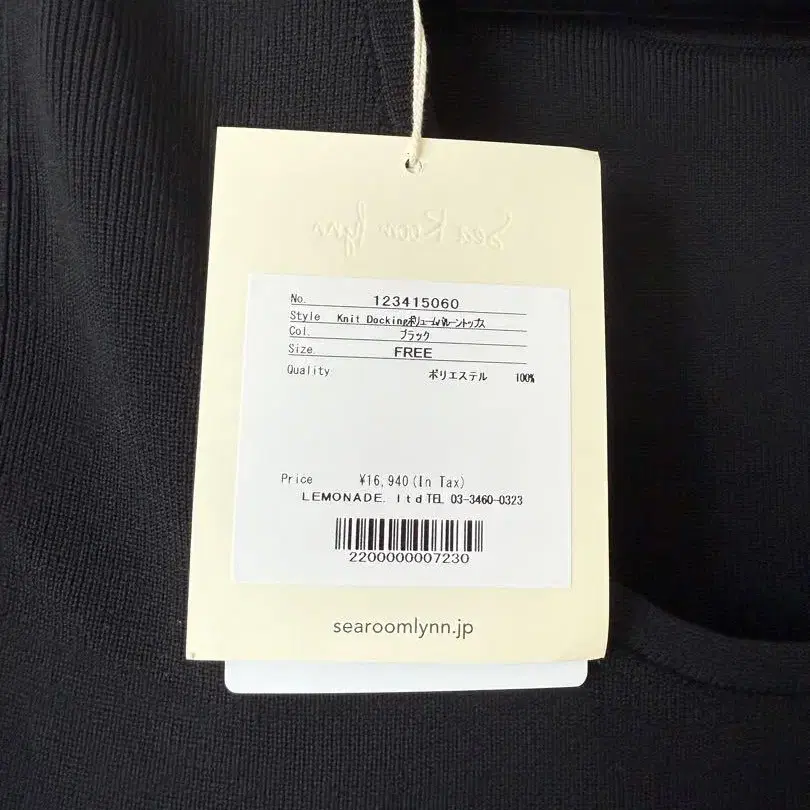 Sea Room lynn
No. 123415060
Style Knit Dockingボリュームバルーントップス
Col. ブラック
Size. FREE
Quality ポリエステル 100%
Price ¥16,940(In Tax)
LEMONADE. ltd TEL 03-3460-0323
2200000007230
searoomlynn.jp